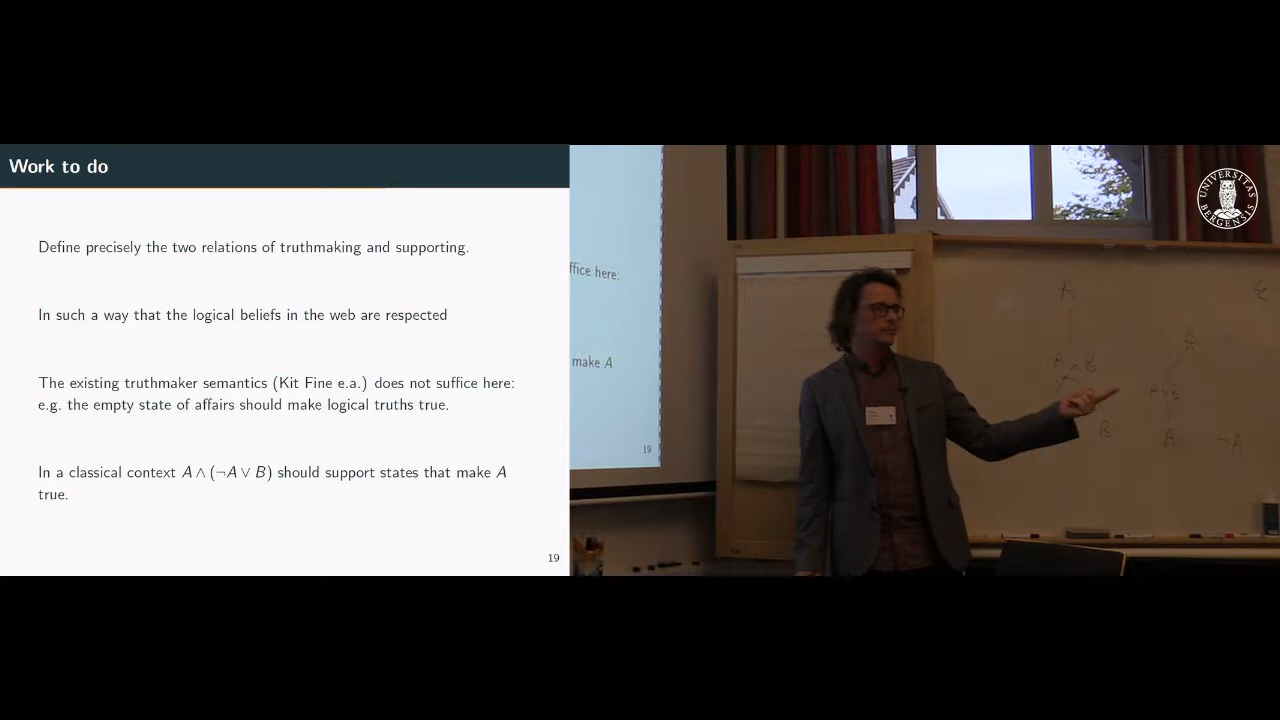 Work to do
Define precisely the two relations of truthmaking and supporting.
In such a way that the logical beliefs in the web are respected
The existing truthmaker semantics (Kit Fine e.a.) does not suffice here:
e.g. the empty state of affairs should make logical truths true.
In a classical context A ∧ (¬A ∨ B) should support states that make A
true.
19
ffice here:
make A
19
UNIVERSITAS
BERGENSIS
A
A ∧ B
B
A ∨ B
A
¬A